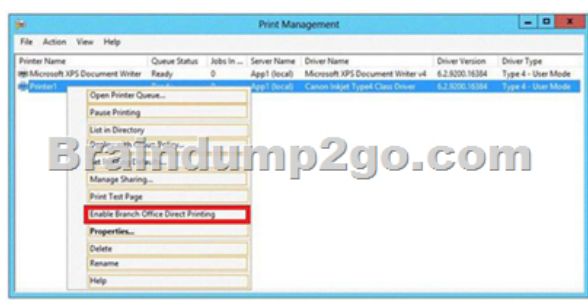 Print Management
File Action View Help
Printer Name Queue Status Jobs In ... Server Name Driver Name Driver Version Driver Type
Microsoft XPS Document Writer Ready 0 App1 (local) Microsoft XPS Document Writer v4 6.2.9200.16384 Type 4 - User Mode
Printer1 Ready 0 App1 (local) Canon Inkjet Type4 Class Driver 6.2.9200.16384 Type 4 - User Mode
Open Printer Queue...
Pause Printing
List in Directory
Braindump2go.com
Manage Sharing...
Print Test Page
Enable Branch Office Direct Printing
Properties...
Delete
Rename
Help